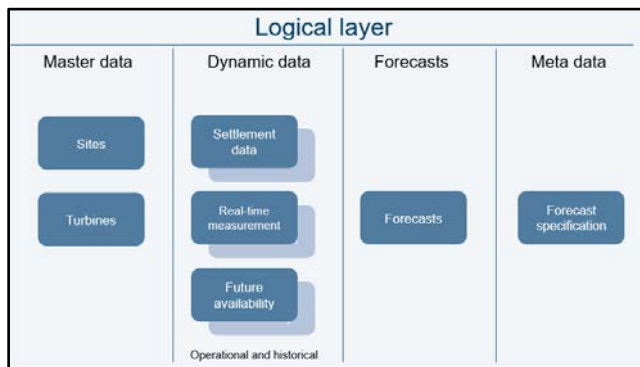 Logical layer
Master data
Dynamic data
Forecasts
Meta data
Sites
Turbines
Settlement
data
Real-time
measurement
Future
availability
Operational and historical
Forecasts
Forecast
specification